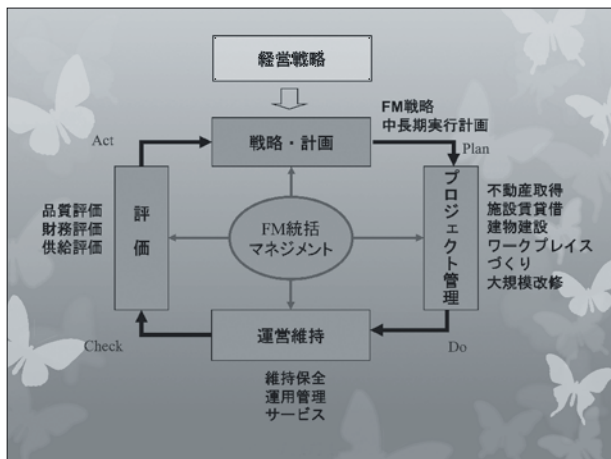 経営戦略
FM戦略
中長期実行計画
Act
戦略・計画
Plan
品質評価
財務評価
供給評価
評価
FM統括
マネジメント
プロジェクト管理
不動産取得
施設賃貸借
建物建設
ワークプレイス
づくり
大規模改修
Check
運営維持
Do
維持保全
運用管理
サービス